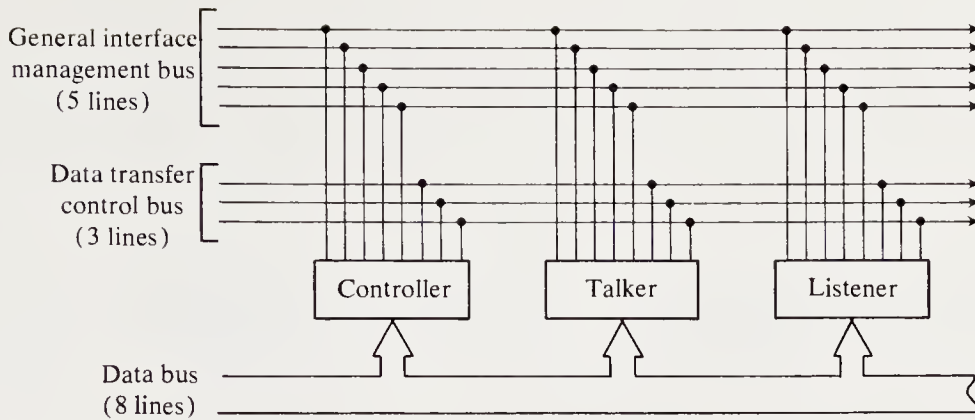 General interface
management bus
(5 lines)
Data transfer
control bus
(3 lines)
Controller
Talker
Listener
Data bus
(8 lines)